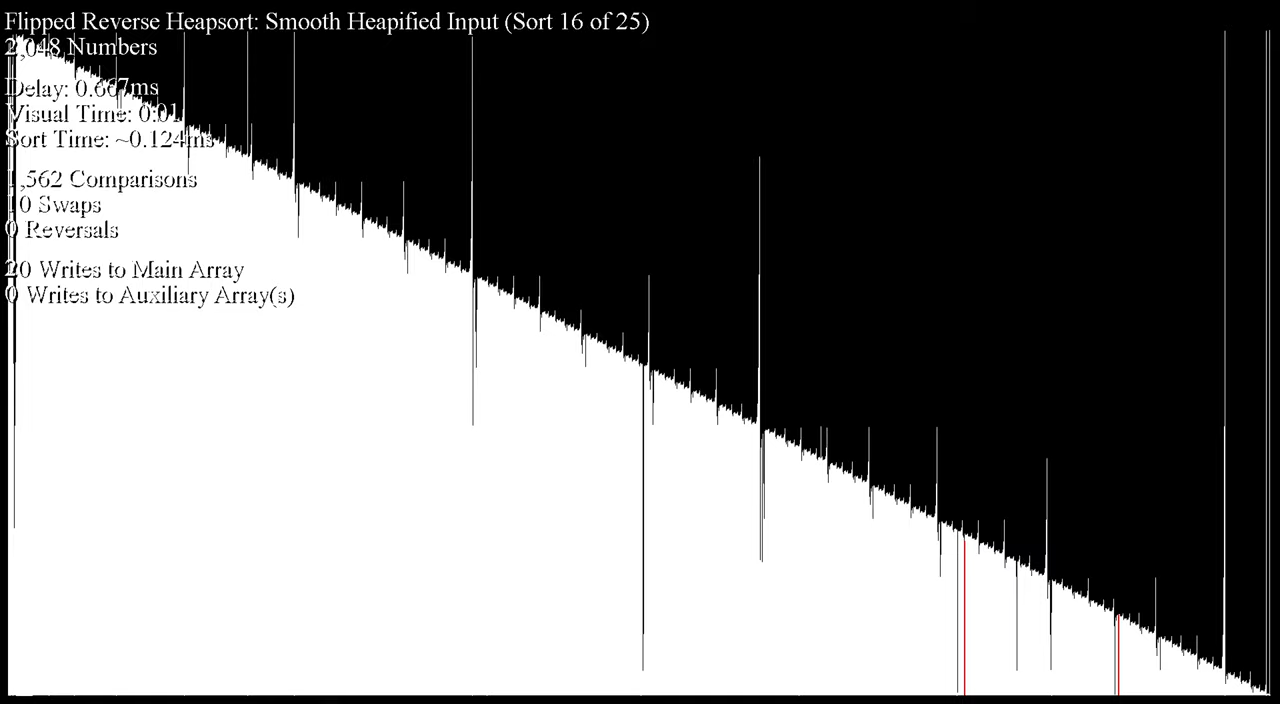 Flipped Reverse Heapsort: Smooth Heapified Input (Sort 16 of 25)
2,048 Numbers
Delay: 0.667ms
Visual Time: 0:01
Sort Time: ~0.124ms
1,562 Comparisons
10 Swaps
0 Reversals
20 Writes to Main Array
0 Writes to Auxiliary Array(s)